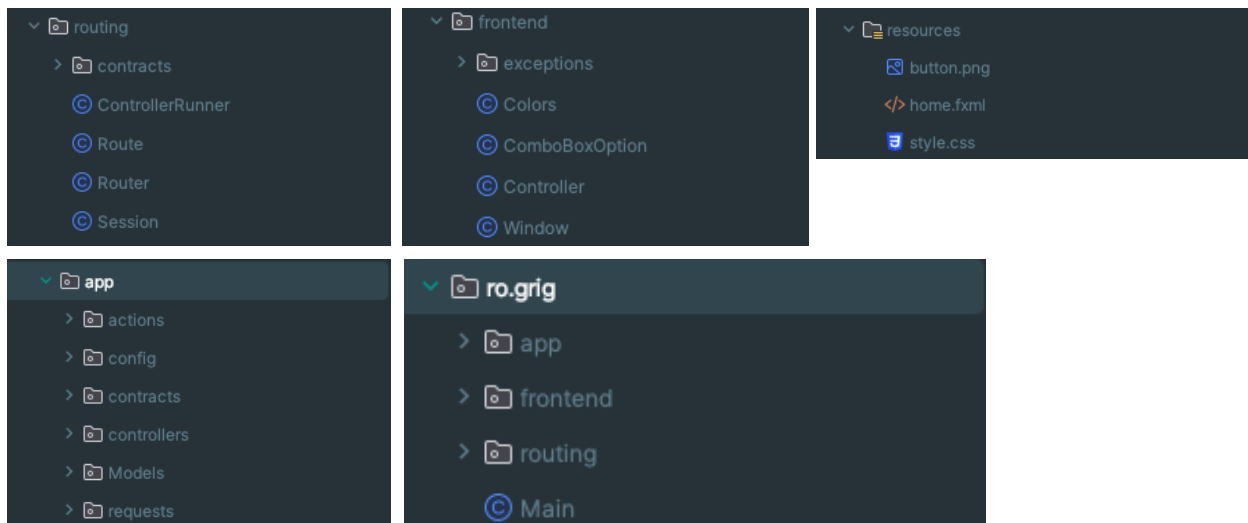 routing
contracts
ControllerRunner
Route
Router
Session
frontend
exceptions
Colors
ComboBoxOption
Controller
Window
resources
button.png
home.fxml
style.css
app
actions
config
contracts
controllers
Models
requests
ro.grig
app
frontend
routing
Main